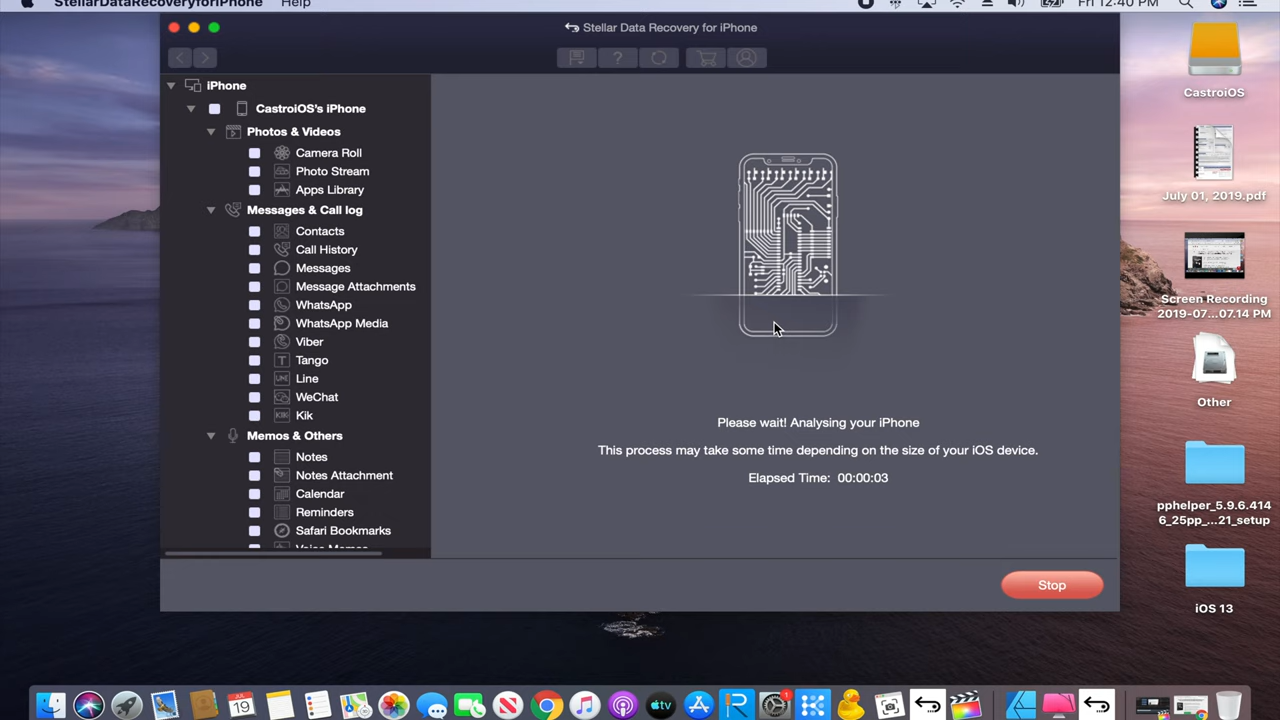 StellarDataRecoveryforiPhone Help Fri 12:40 PM
Stellar Data Recovery for iPhone
iPhone
CastroiOS's iPhone
Photos & Videos
Camera Roll
Photo Stream
Apps Library
Messages & Call log
Contacts
Call History
Messages
Message Attachments
WhatsApp
WhatsApp Media
Viber
Tango
Line
WeChat
Kik
Memos & Others
Notes
Notes Attachment
Calendar
Reminders
Safari Bookmarks
Voice Memos
Please wait! Analysing your iPhone
This process may take some time depending on the size of your iOS device.
Elapsed Time: 00:00:03
Stop
CastroiOS
July 01, 2019.pdf
Screen Recording
2019-07...07.14 PM
Other
pphelper_5.9.6.414
6_25pp_...21_setup
iOS 13
JUL
19
tv
1